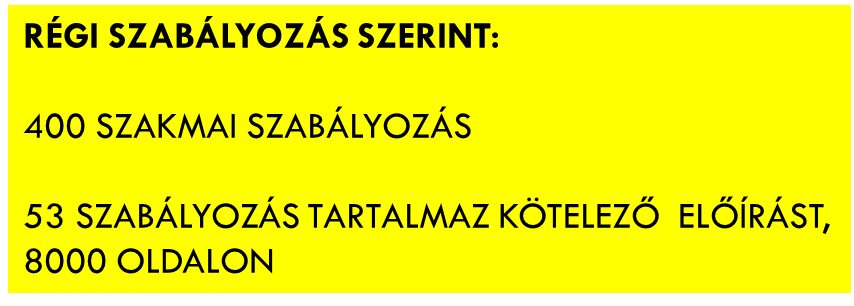 RÉGI SZABÁLYOZÁS SZERINT:
400 SZAKMAI SZABÁLYOZÁS
53 SZABÁLYOZÁS TARTALMAZ KÖTELEZŐ  ELŐÍRÁST,
8000 OLDALON